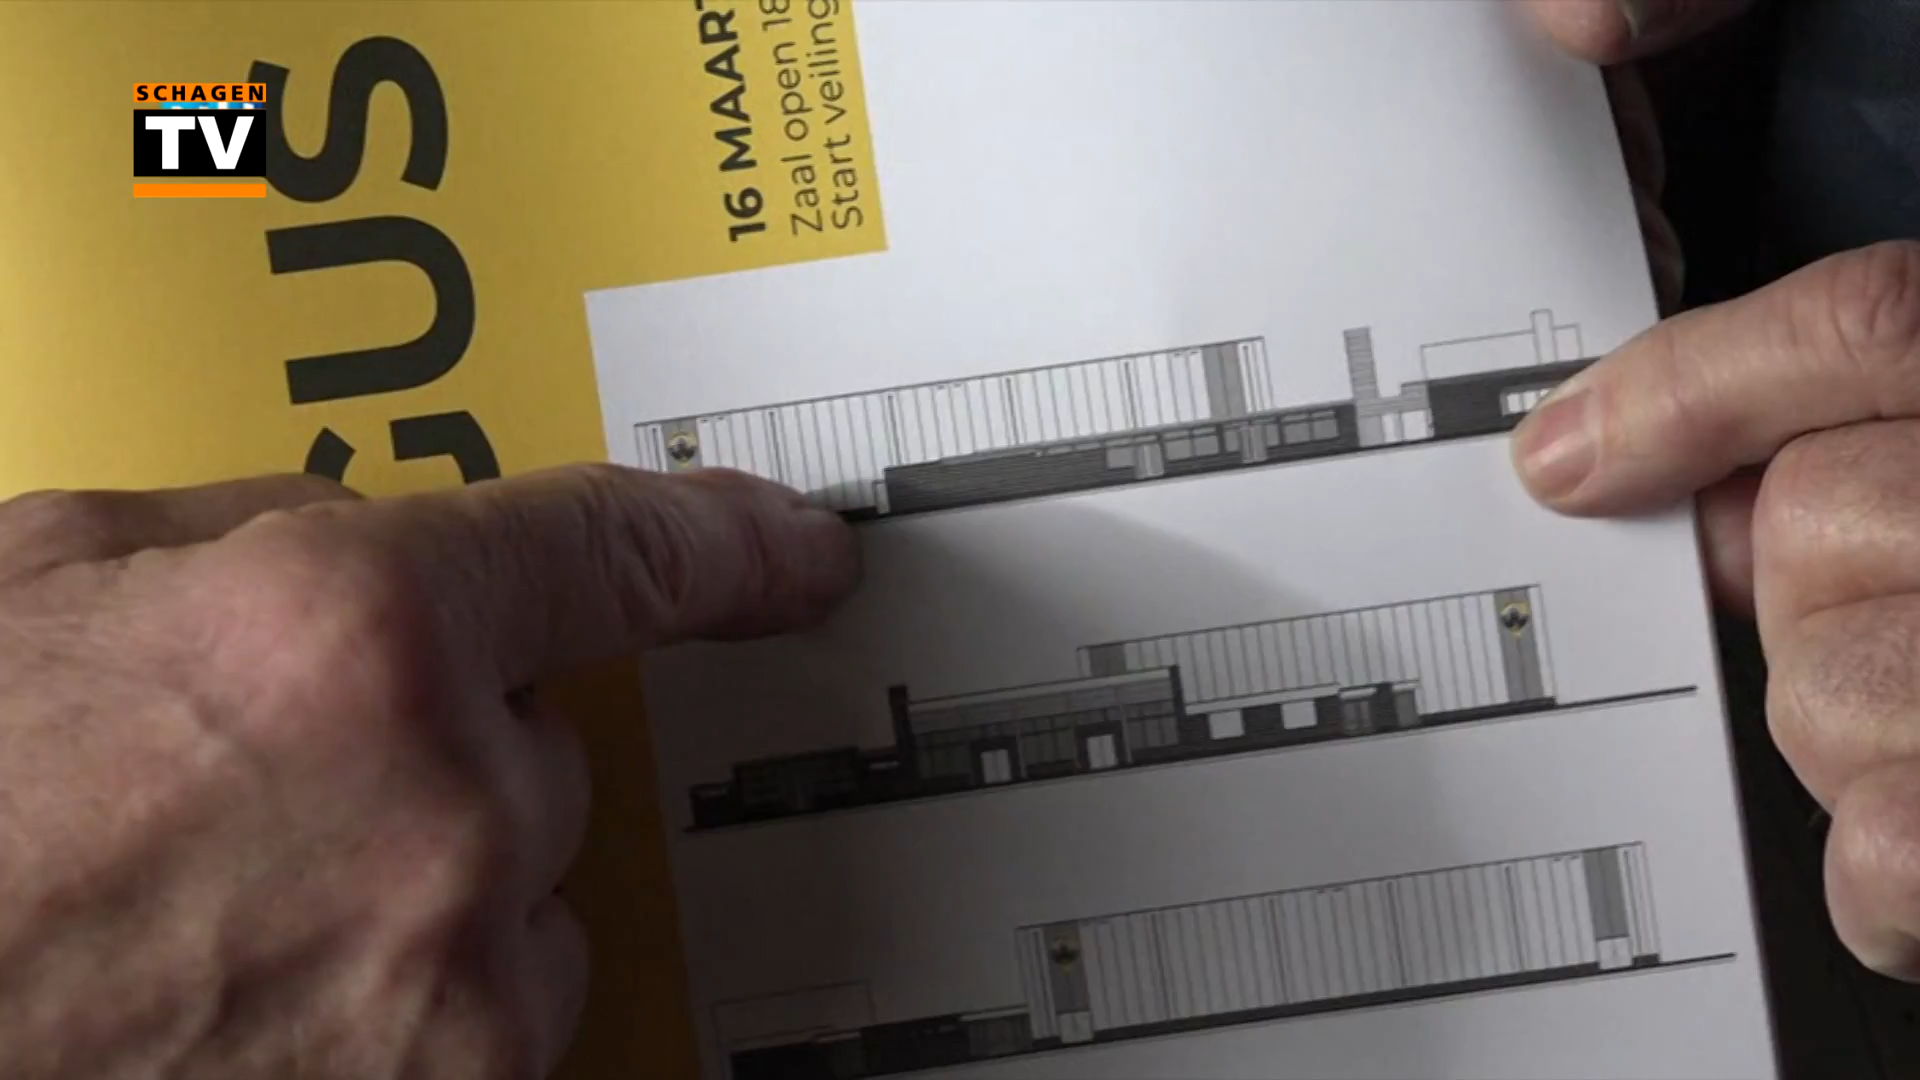 SCHAGEN
TV
GUS
16 MAART
Zaal open 18
Start veiling